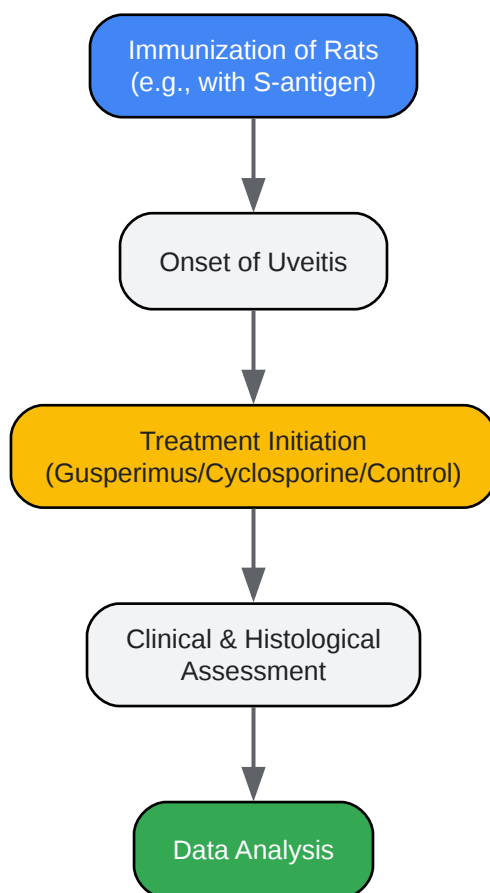 Immunization of Rats
(e.g., with S-antigen)
Onset of Uveitis
Treatment Initiation
(Gusperimus/Cyclosporine/Control)
Clinical & Histological
Assessment
Data Analysis